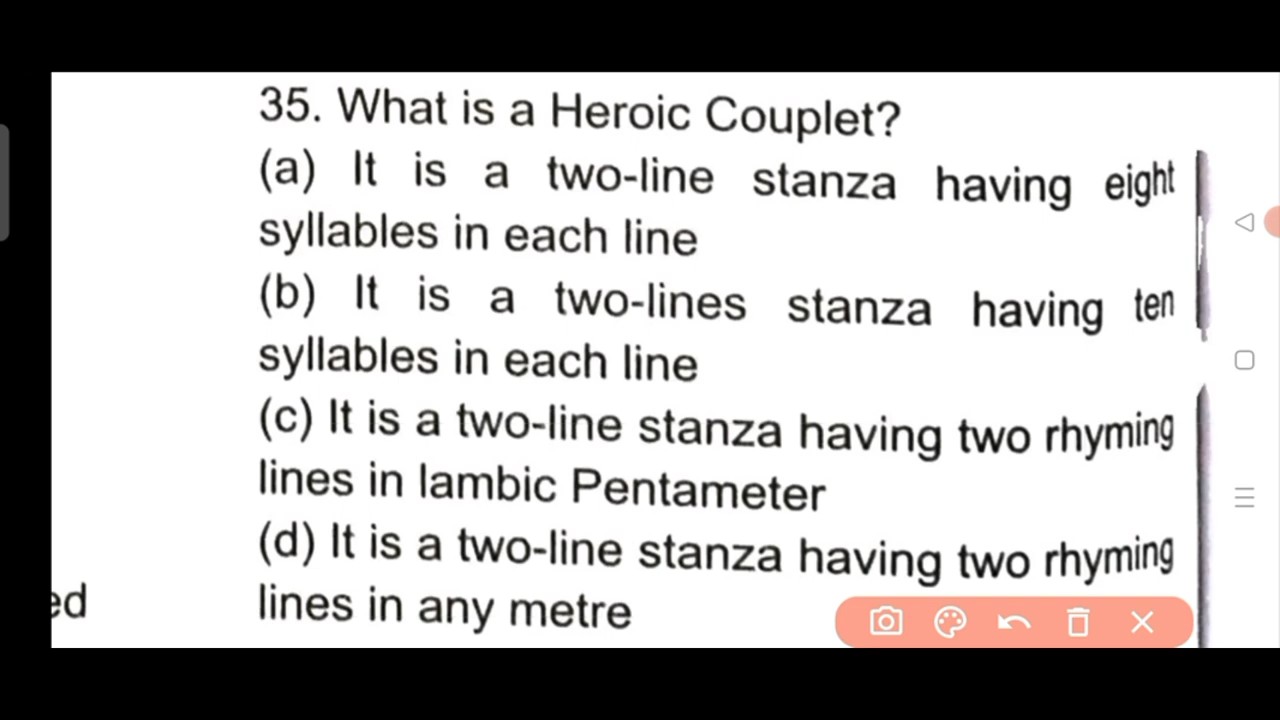 35. What is a Heroic Couplet?
(a) It is a two-line stanza having eight
syllables in each line
(b) It is a two-lines stanza having ten
syllables in each line
(c) It is a two-line stanza having two rhyming
lines in Iambic Pentameter
(d) It is a two-line stanza having two rhyming
ed
lines in any metre